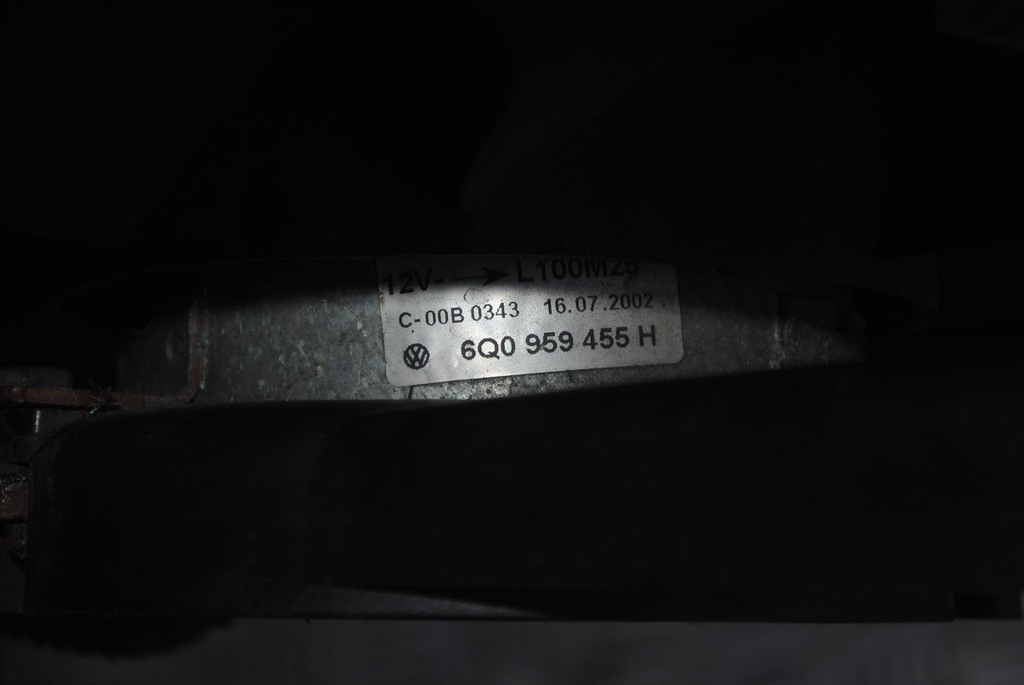 12V- → L100M25
C-00B 0343 16.07.2002
6Q0 959 455 H